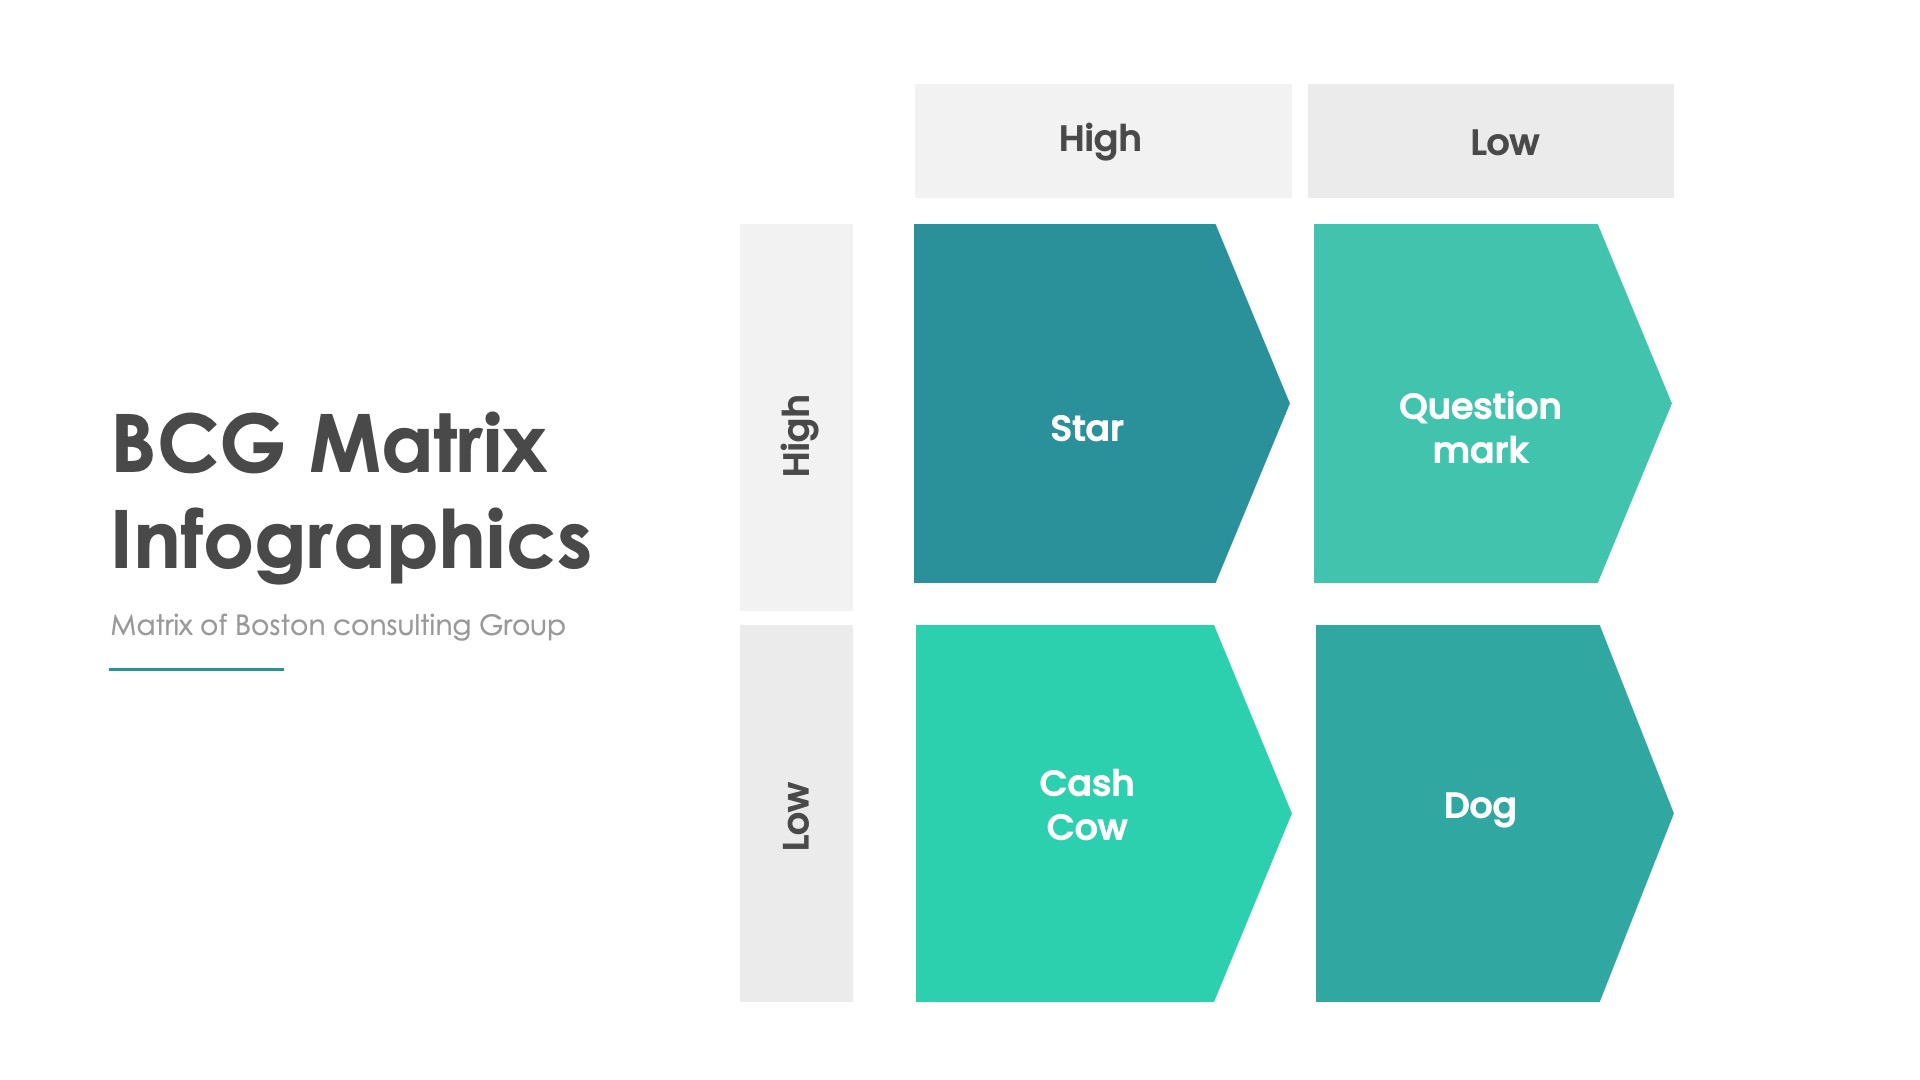 BCG Matrix
Infographics
Matrix of Boston consulting Group
High
Low
High
Star
Question
mark
Low
Cash
Cow
Dog